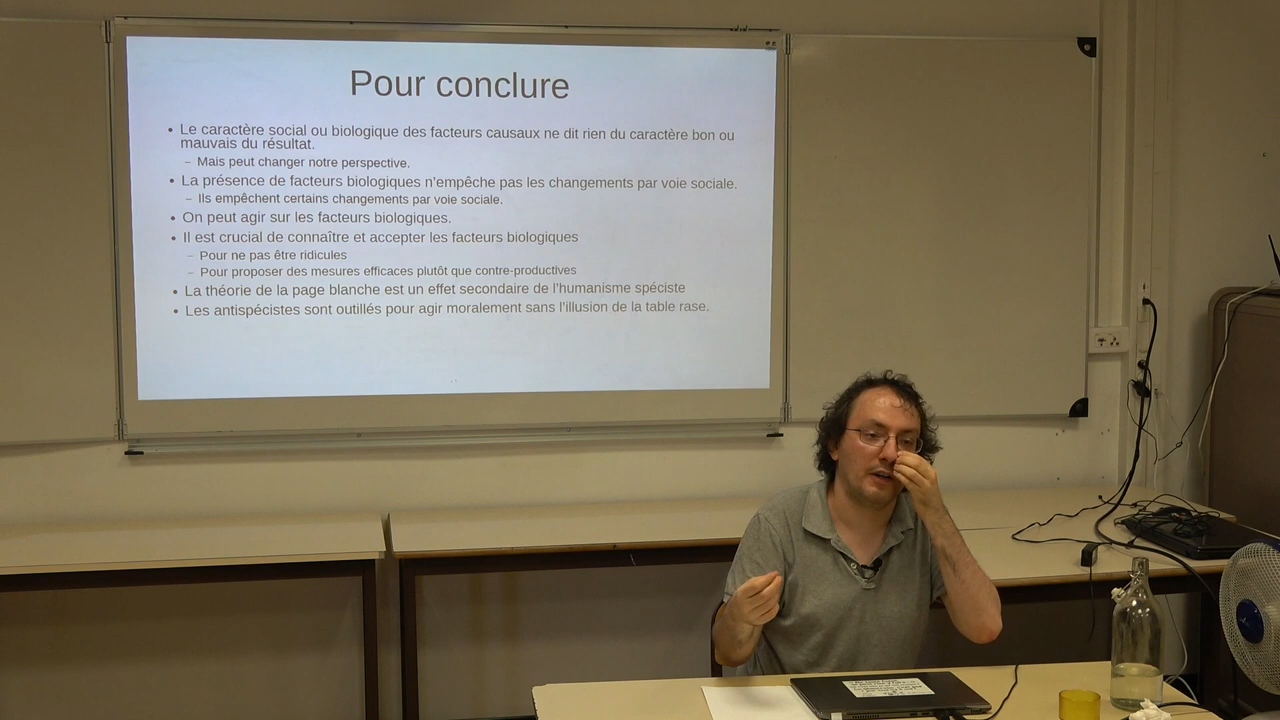 Pour conclure
• Le caractère social ou biologique des facteurs causaux ne dit rien du caractère bon ou
mauvais du résultat.
– Mais peut changer notre perspective.
• La présence de facteurs biologiques n'empêche pas les changements par voie sociale.
– Ils empêchent certains changements par voie sociale.
• On peut agir sur les facteurs biologiques.
• Il est crucial de connaître et accepter les facteurs biologiques
– Pour ne pas être ridicules
– Pour proposer des mesures efficaces plutôt que contre-productives
• La théorie de la page blanche est un effet secondaire de l'humanisme spéciste
• Les antispécistes sont outillés pour agir moralement sans l'illusion de la table rase.